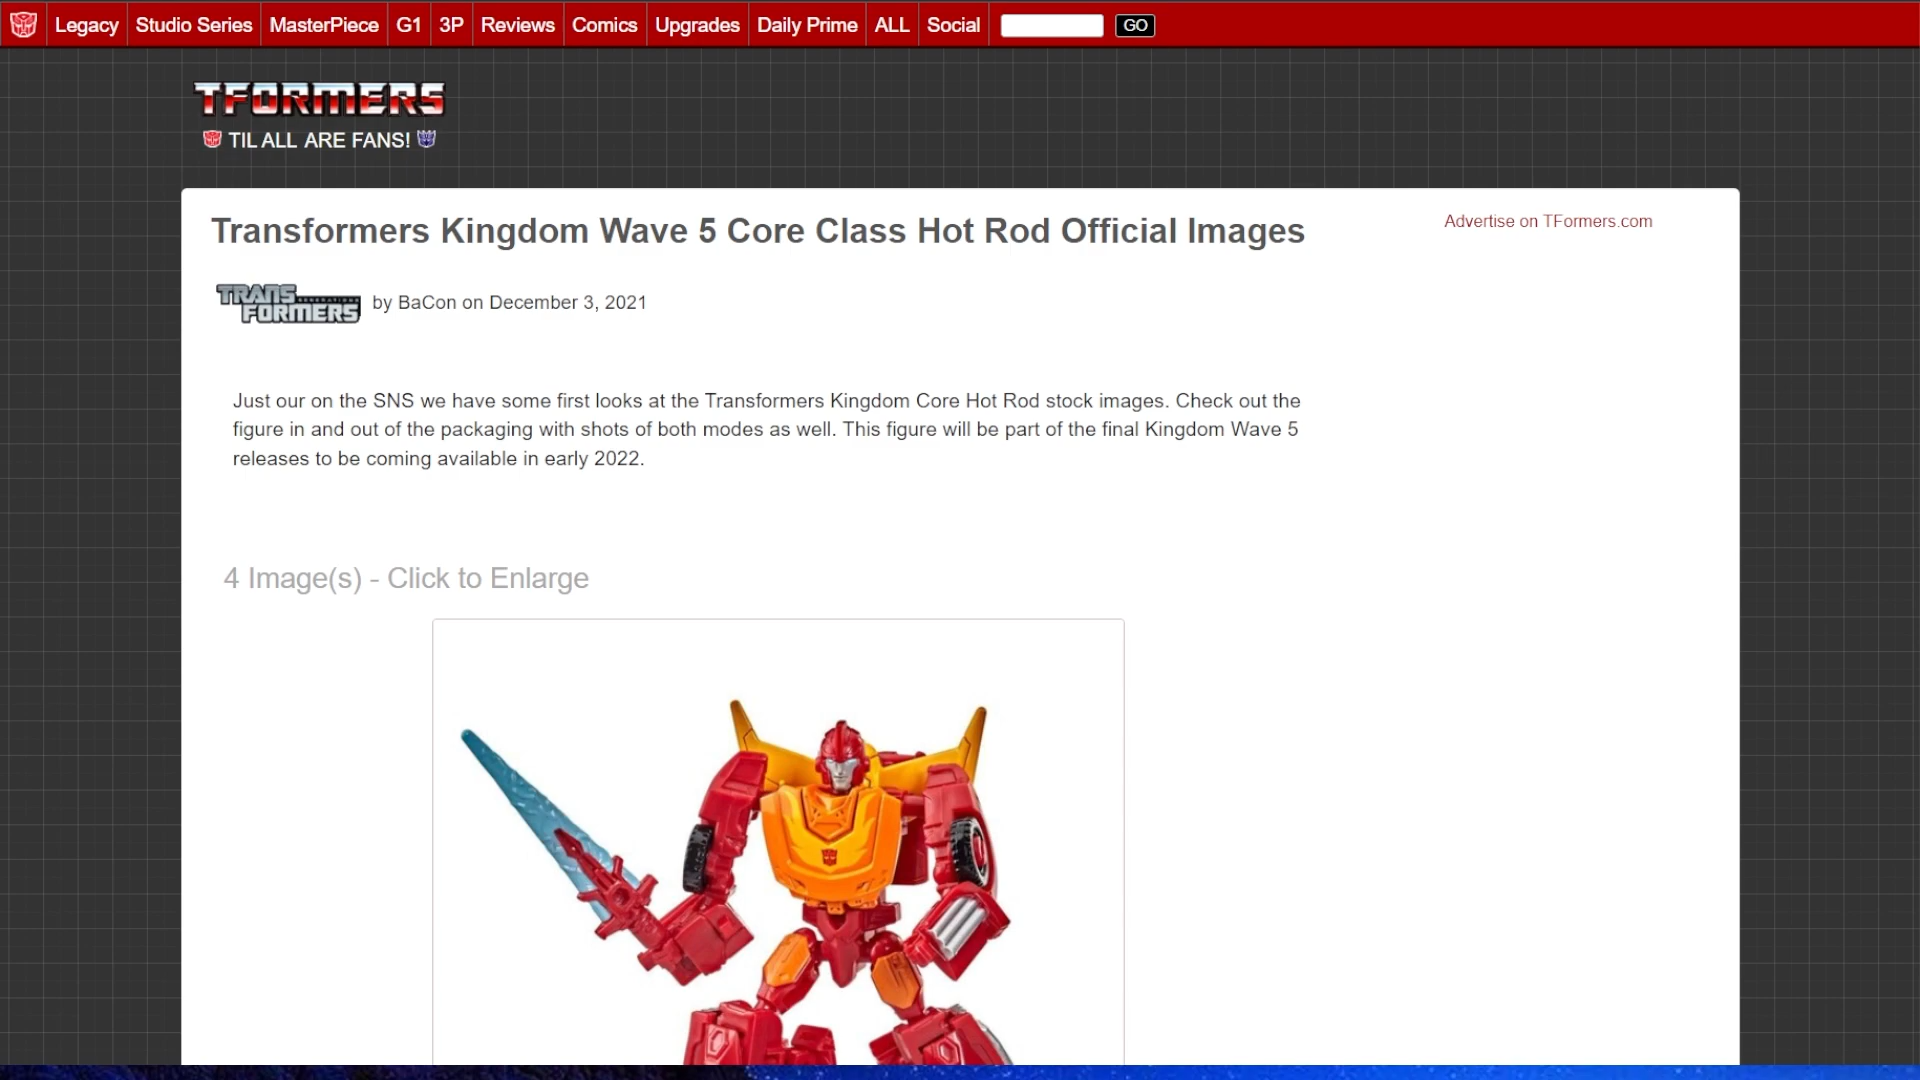 Legacy Studio Series MasterPiece G1 3P Reviews Comics Upgrades Daily Prime ALL Social GO
TFORMERS
TIL ALL ARE FANS!
Transformers Kingdom Wave 5 Core Class Hot Rod Official Images
Advertise on TFormers.com
TRANSFORMERS by BaCon on December 3, 2021
Just our on the SNS we have some first looks at the Transformers Kingdom Core Hot Rod stock images. Check out the
figure in and out of the packaging with shots of both modes as well. This figure will be part of the final Kingdom Wave 5
releases to be coming available in early 2022.
4 Image(s) - Click to Enlarge